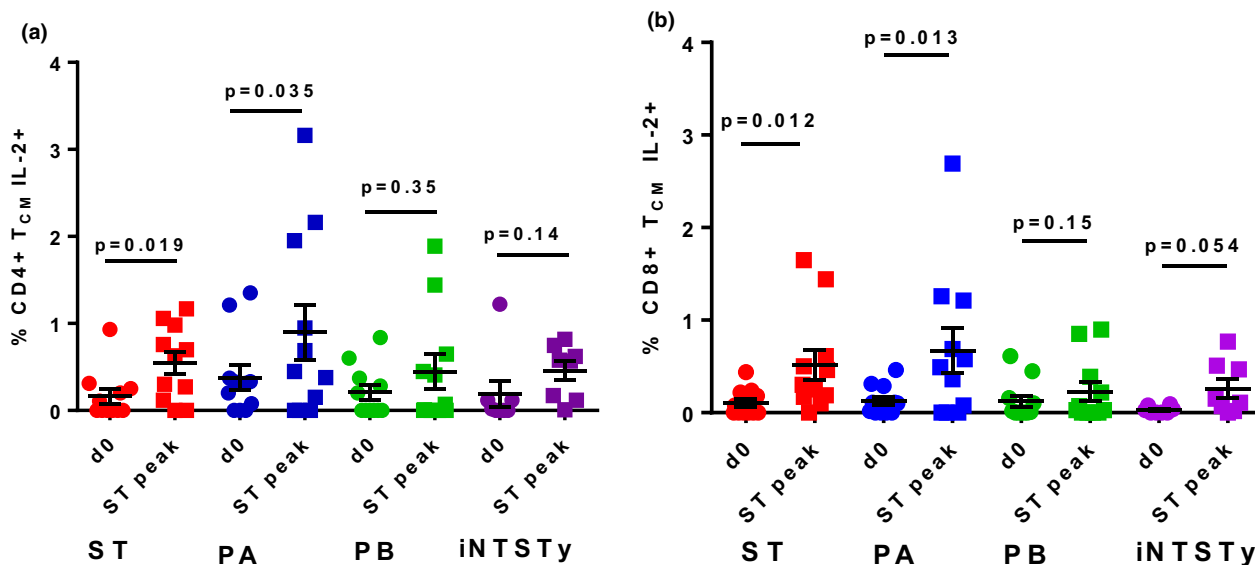 (a)
% CD4+ TCM IL-2+
4
3
2
1
0
p=0.019
p=0.035
p=0.35
p=0.14
d0
ST peak
d0
ST peak
d0
ST peak
d0
ST peak
ST
PA
PB
iNTSTy
(b)
% CD8+ TCM IL-2+
4
3
2
1
0
p=0.012
p=0.013
p=0.15
p=0.054
d0
ST peak
d0
ST peak
d0
ST peak
d0
ST peak
ST
PA
PB
iNTSTy